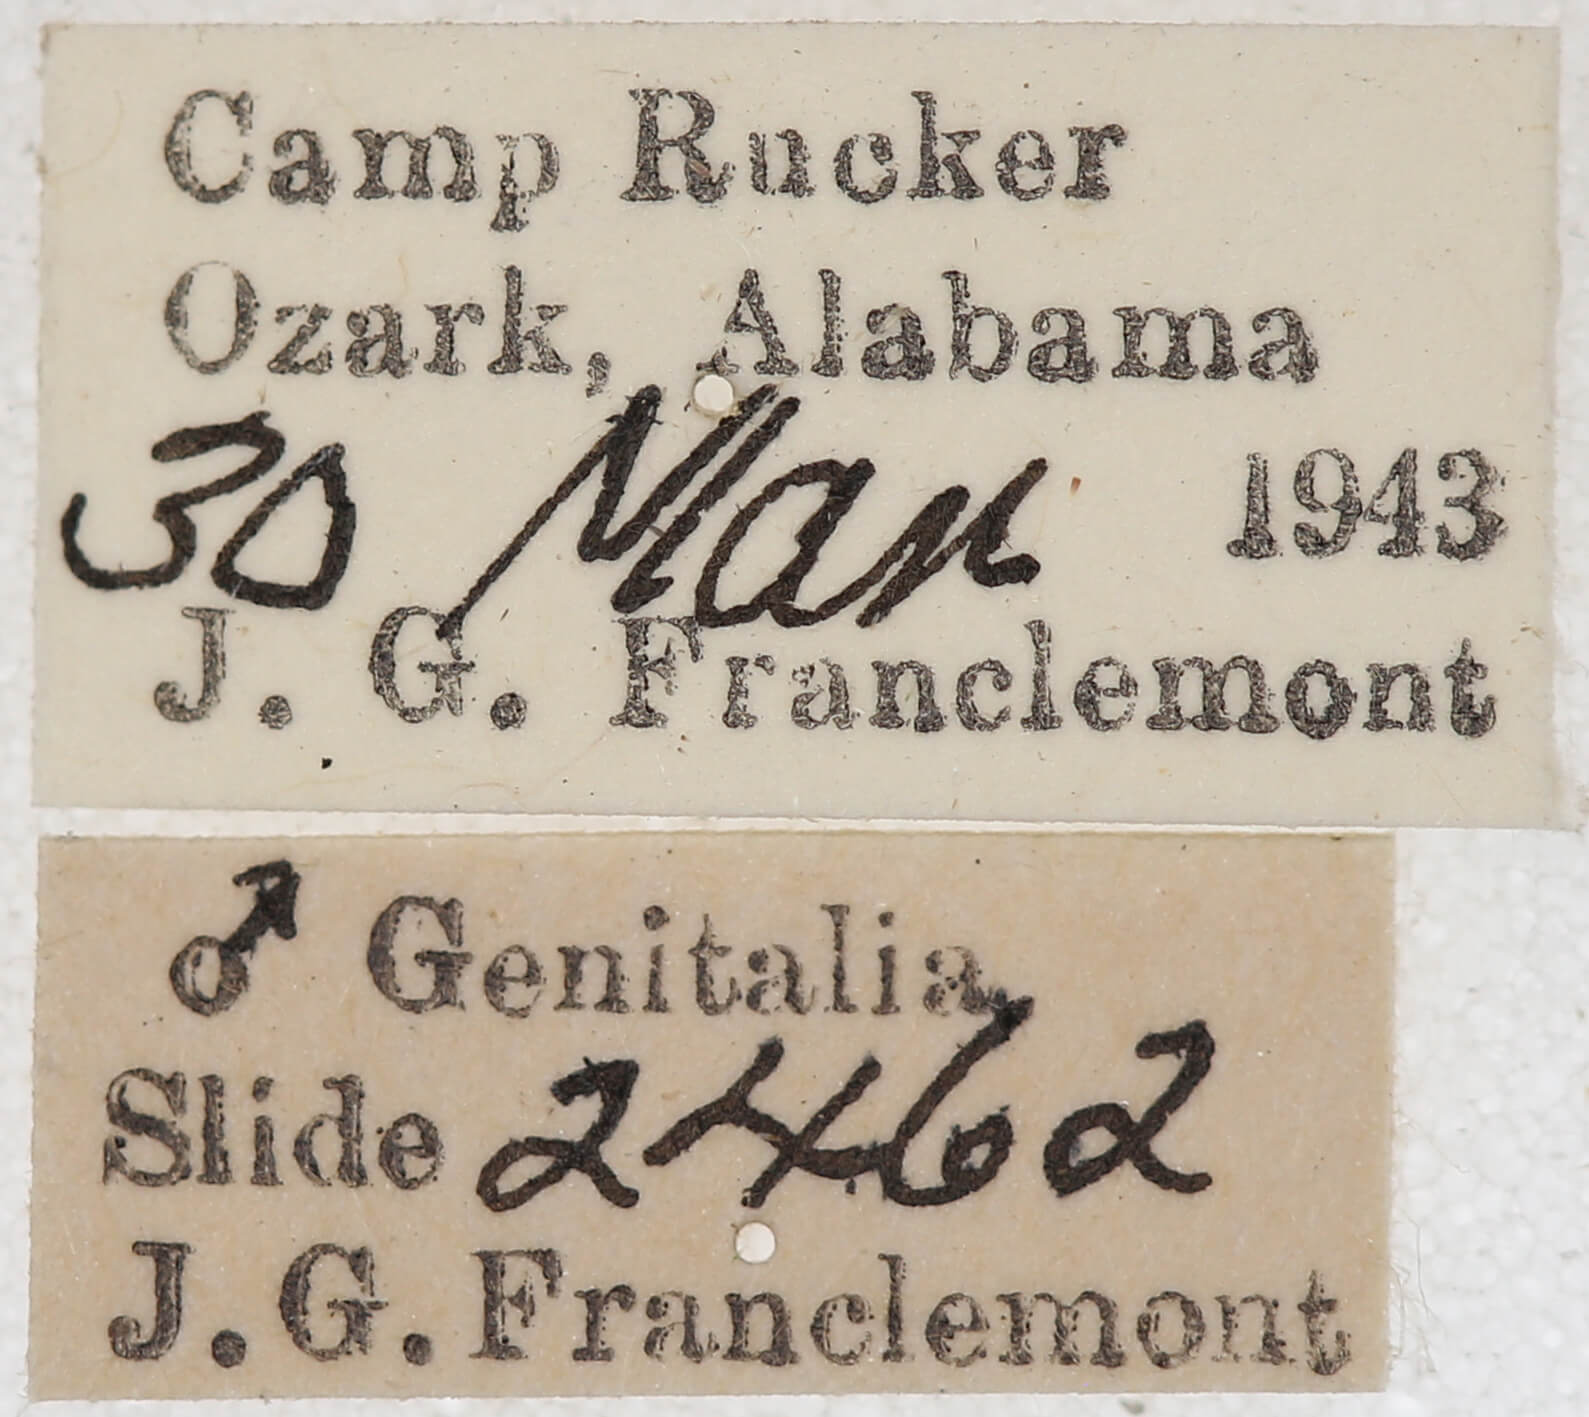 Camp Rucker
Ozark, Alabama
30 Mar 1943
J. G. Franclemont
♂ Genitalia
Slide 2462
J. G. Franclemont